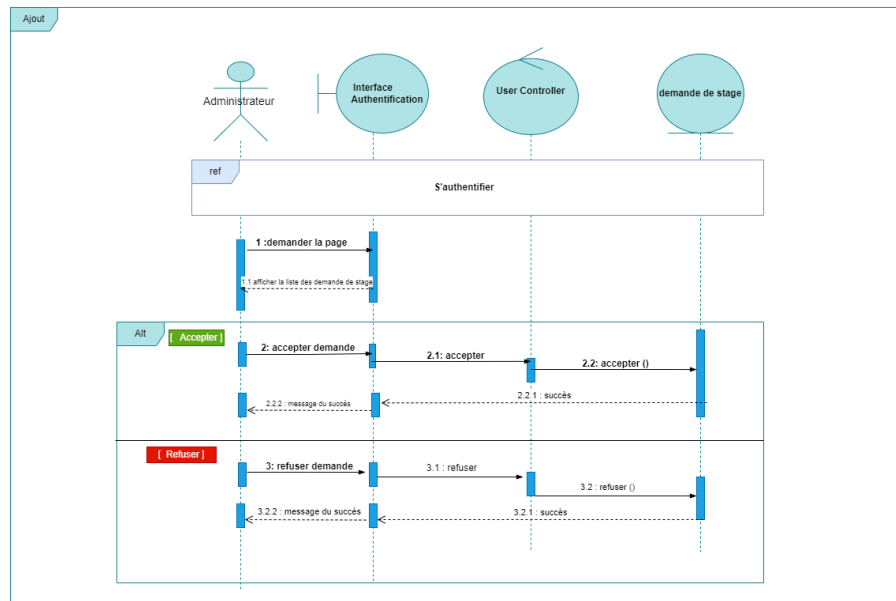 Ajout
Administrateur
Interface
Authentification
User Controller
demande de stage
ref
S'authentifier
1 :demander la page
1.1 afficher la liste des demande de stage
Alt
[ Accepter ]
2: accepter demande
2.1: accepter
2.2: accepter ()
2.2.1 : succès
2.2.2 : message du succès
[ Refuser ]
3: refuser demande
3.1 : refuser
3.2 : refuser ()
3.2.1 : succès
3.2.2 : message du succés